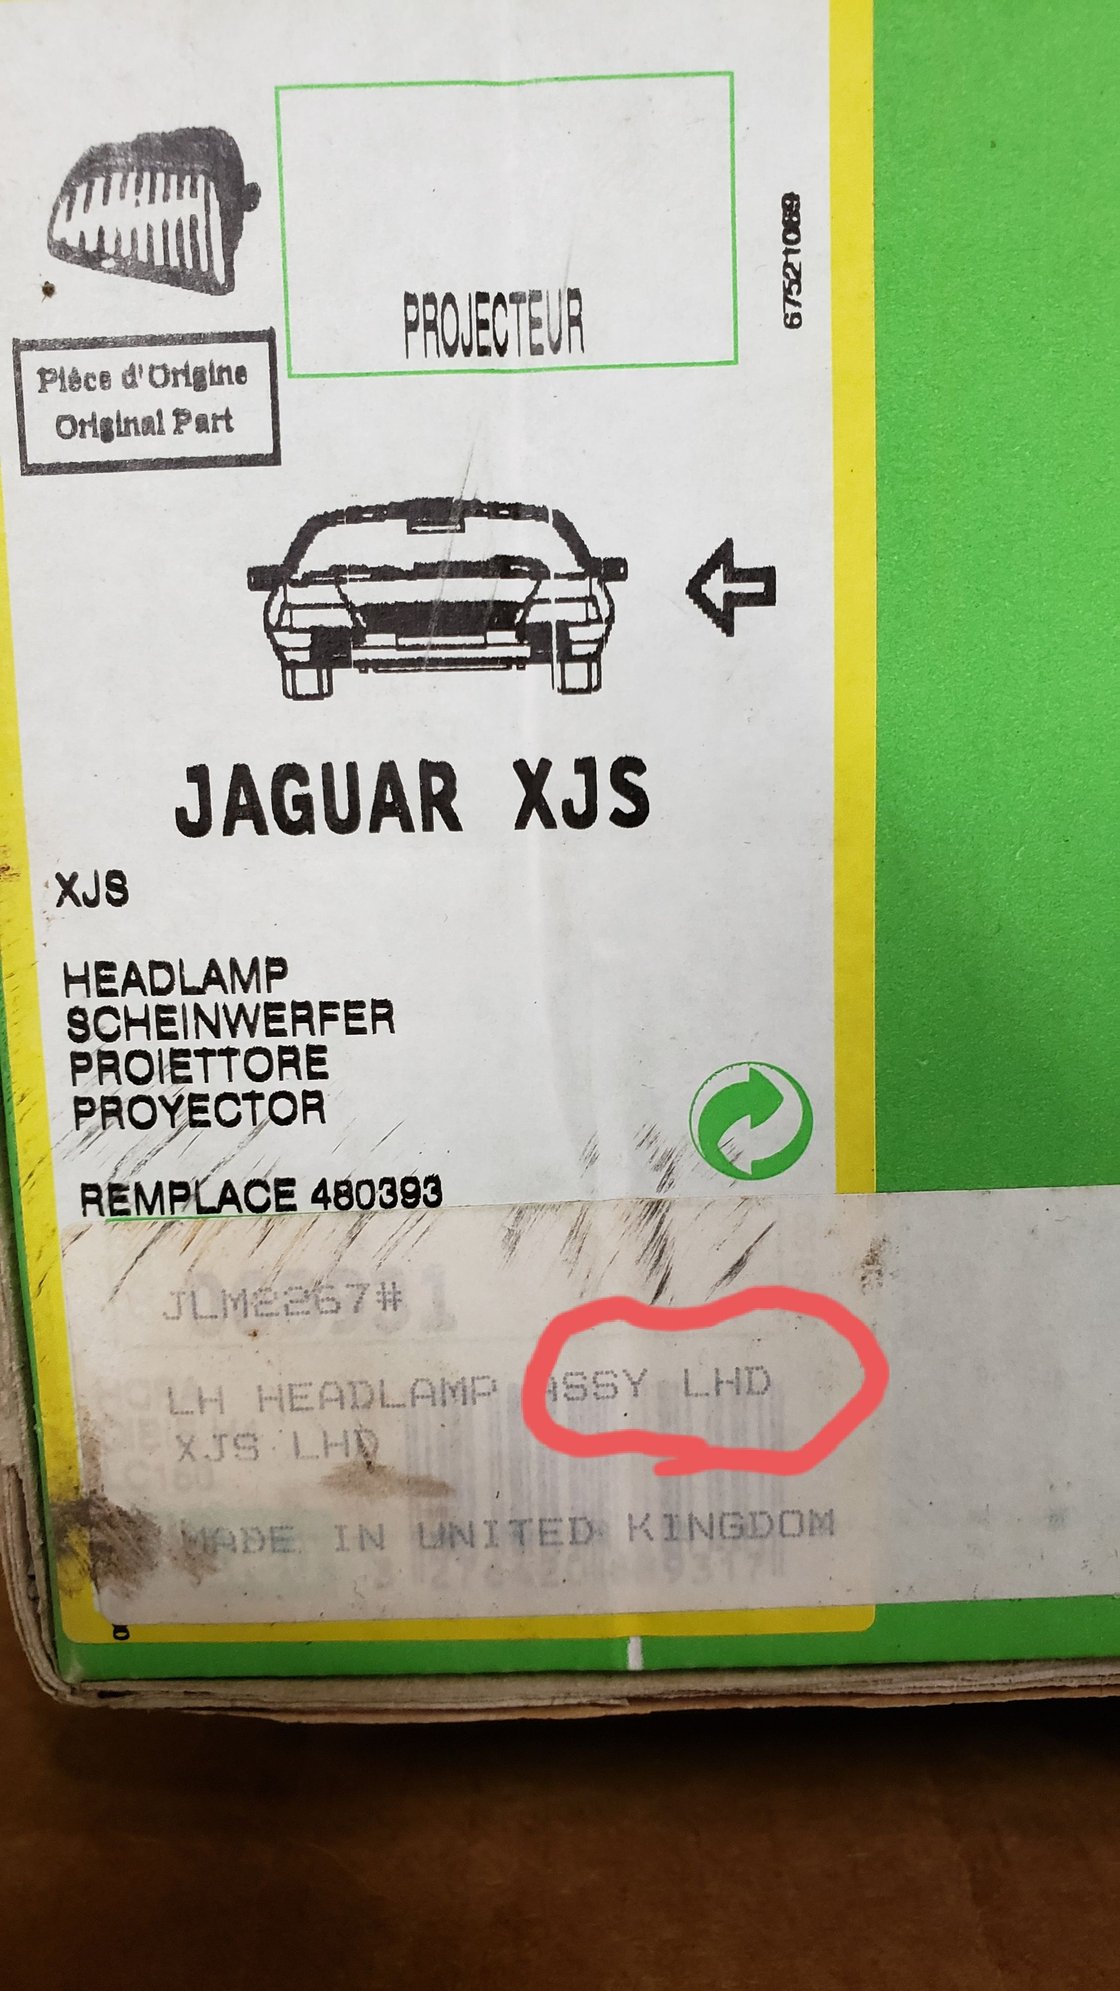 PROJECTEUR
67521089
Pièce d'Origine
Original Part
JAGUAR XJS
XJS
HEADLAMP
SCHEINWERFER
PROIETTORE
PROYECTOR
REMPLACE 480393
JLM2267#
LH HEADLAMP ASSY LHD
XJS LHD
MADE IN UNITED KINGDOM